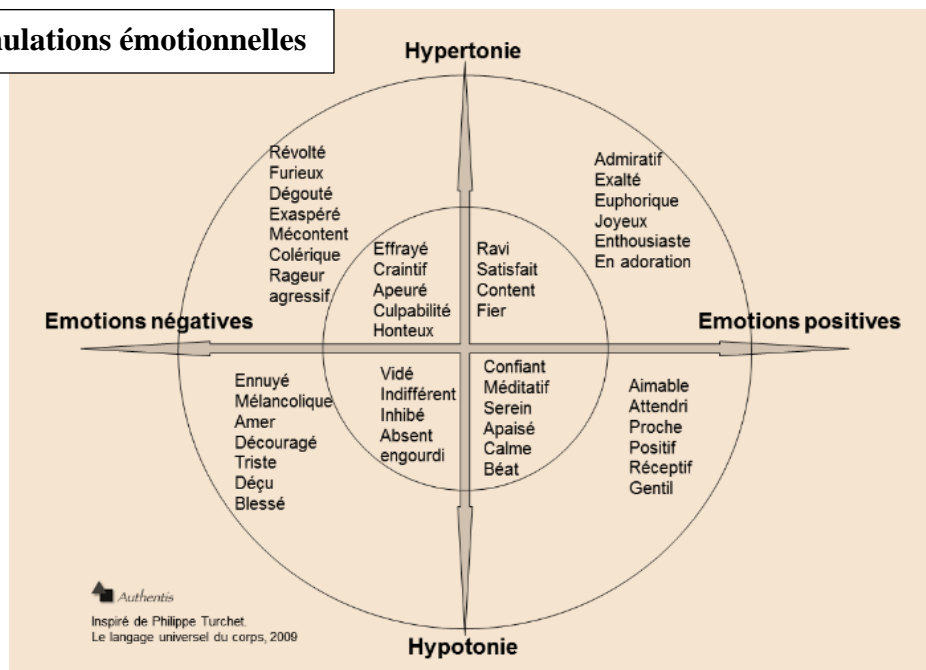 émotionnelles
Hypertonie
Révolté
Furieux
Dégouté
Exaspéré
Mécontent
Colérique
Rageur
agressif
Effrayé
Craintif
Apeuré
Culpabilité
Honteux
Ravi
Satisfait
Content
Fier
Admiratif
Exalté
Euphorique
Joyeux
Enthousiaste
En adoration
Emotions négatives
Emotions positives
Ennuyé
Mélancolique
Amer
Découragé
Triste
Déçu
Blessé
Vidé
Indifférent
Inhibé
Absent
engourdi
Confiant
Méditatif
Serein
Apaisé
Calme
Béat
Aimable
Attendri
Proche
Positif
Réceptif
Gentil
Authentis
Inspiré de Philippe Turchet.
Le langage universel du corps, 2009
Hypotonie